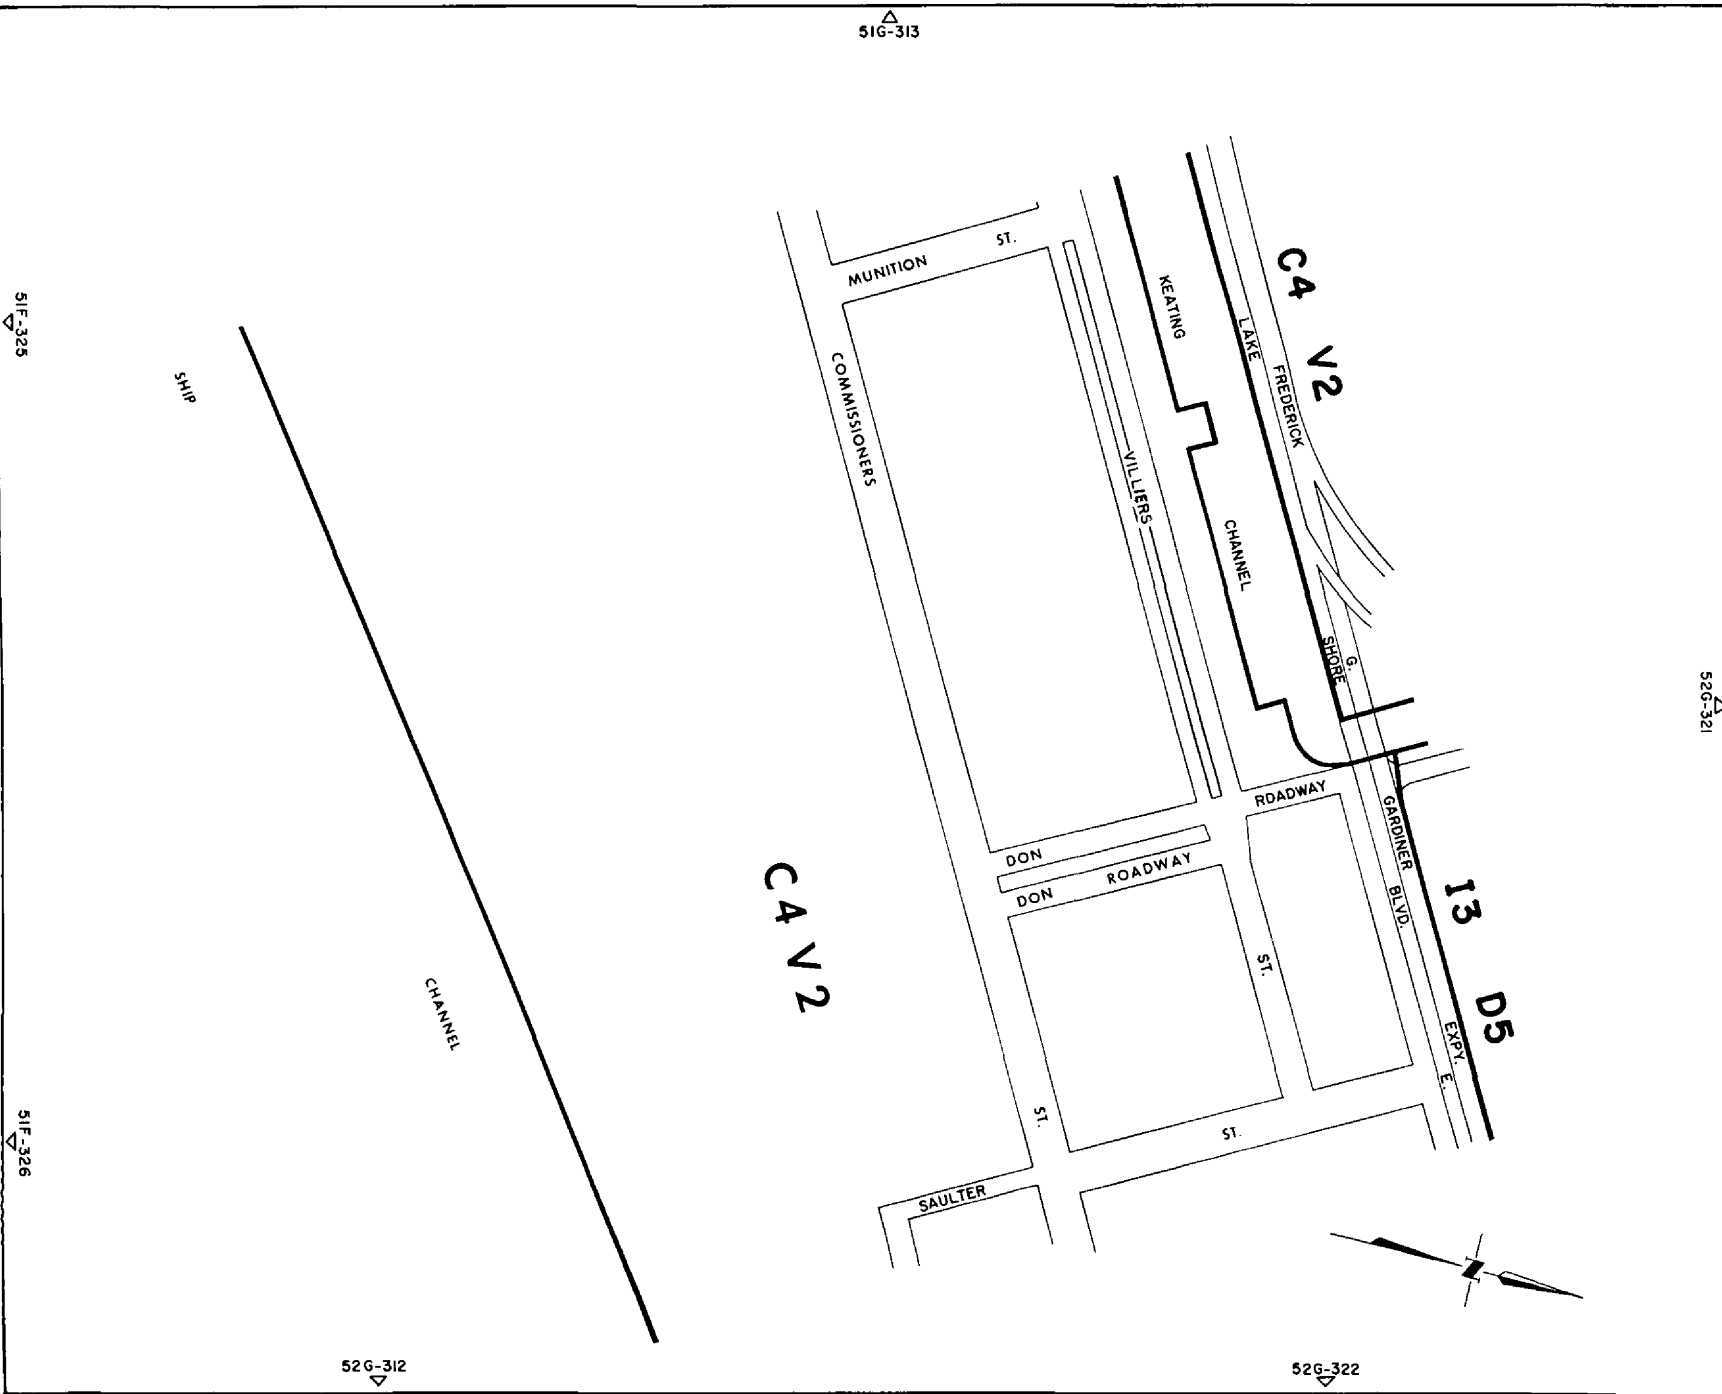 51G-313
51F-325
51F-326
52G-321
52G-312
52G-322
MUNITION ST.
KEATING
CHANNEL
C4 V2
LAKE
SHORE
BLVD.
E.
FREDERICK
G.
GARDINER
EXPY.
COMMISSIONERS
ST.
VILLIERS
ST.
SHIP
CHANNEL
RDADWAY
DON
DON ROADWAY
C4 V2
I3 D5
SAULTER
ST.
N